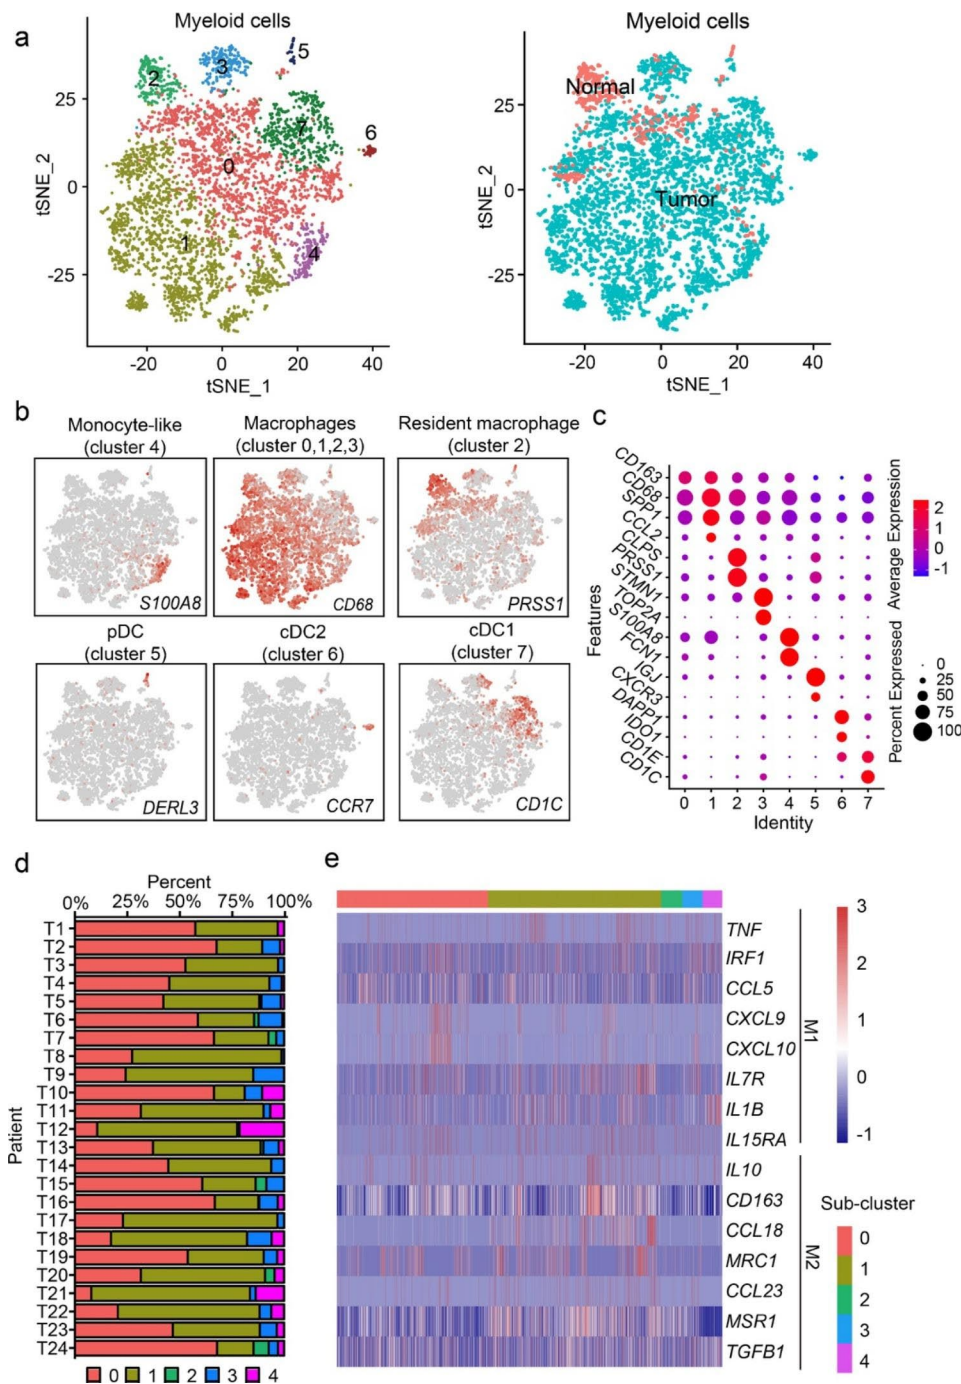 a
Myeloid cells
5
3
2
25
7
6
0
tSNE_2
0
1
4
-25
-20
0
20
40
tSNE_1
Myeloid cells
Normal
25
tSNE_2
0
Tumor
-25
-20
0
20
40
tSNE_1
b
Monocyte-like
(cluster 4)
S100A8
Macrophages
(cluster 0,1,2,3)
CD68
Resident macrophage
(cluster 2)
PRSS1
pDC
(cluster 5)
DERL3
cDC2
(cluster 6)
CCR7
cDC1
(cluster 7)
CD1C
c
CD163
CD68
SPP1
CCL2
CLPS
PRSS1
STMN1
TOP2A
S100A8
FCN1
IGJ
CXCR3
DAPP1
IDO1
CD1E
CD1C
Features
0 1 2 3 4 5 6 7
Identity
Average Expression
2
1
0
-1
Percent Expressed
0
25
50
75
100
d
Percent
0% 25% 50% 75% 100%
Patient
T1
T2
T3
T4
T5
T6
T7
T8
T9
T10
T11
T12
T13
T14
T15
T16
T17
T18
T19
T20
T21
T22
T23
T24
0 1 2 3 4
e
TNF
IRF1
CCL5
CXCL9
CXCL10
IL7R
IL1B
IL15RA
IL10
CD163
CCL18
MRC1
CCL23
MSR1
TGFB1
M1
M2
3
2
1
0
-1
Sub-cluster
0
1
2
3
4